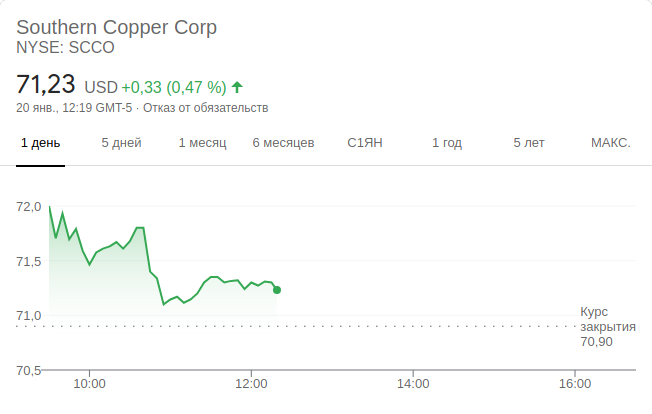 Southern Copper Corp
NYSE: SCCO
71,23 USD +0,33 (0,47 %)
20 янв., 12:19 GMT-5 · Отказ от обязательств
1 день 5 дней 1 месяц 6 месяцев С1ЯН 1 год 5 лет МАКС.
72,0
71,5
71,0
Курс
закрытия
70,90
70,5
10:00 12:00 14:00 16:00